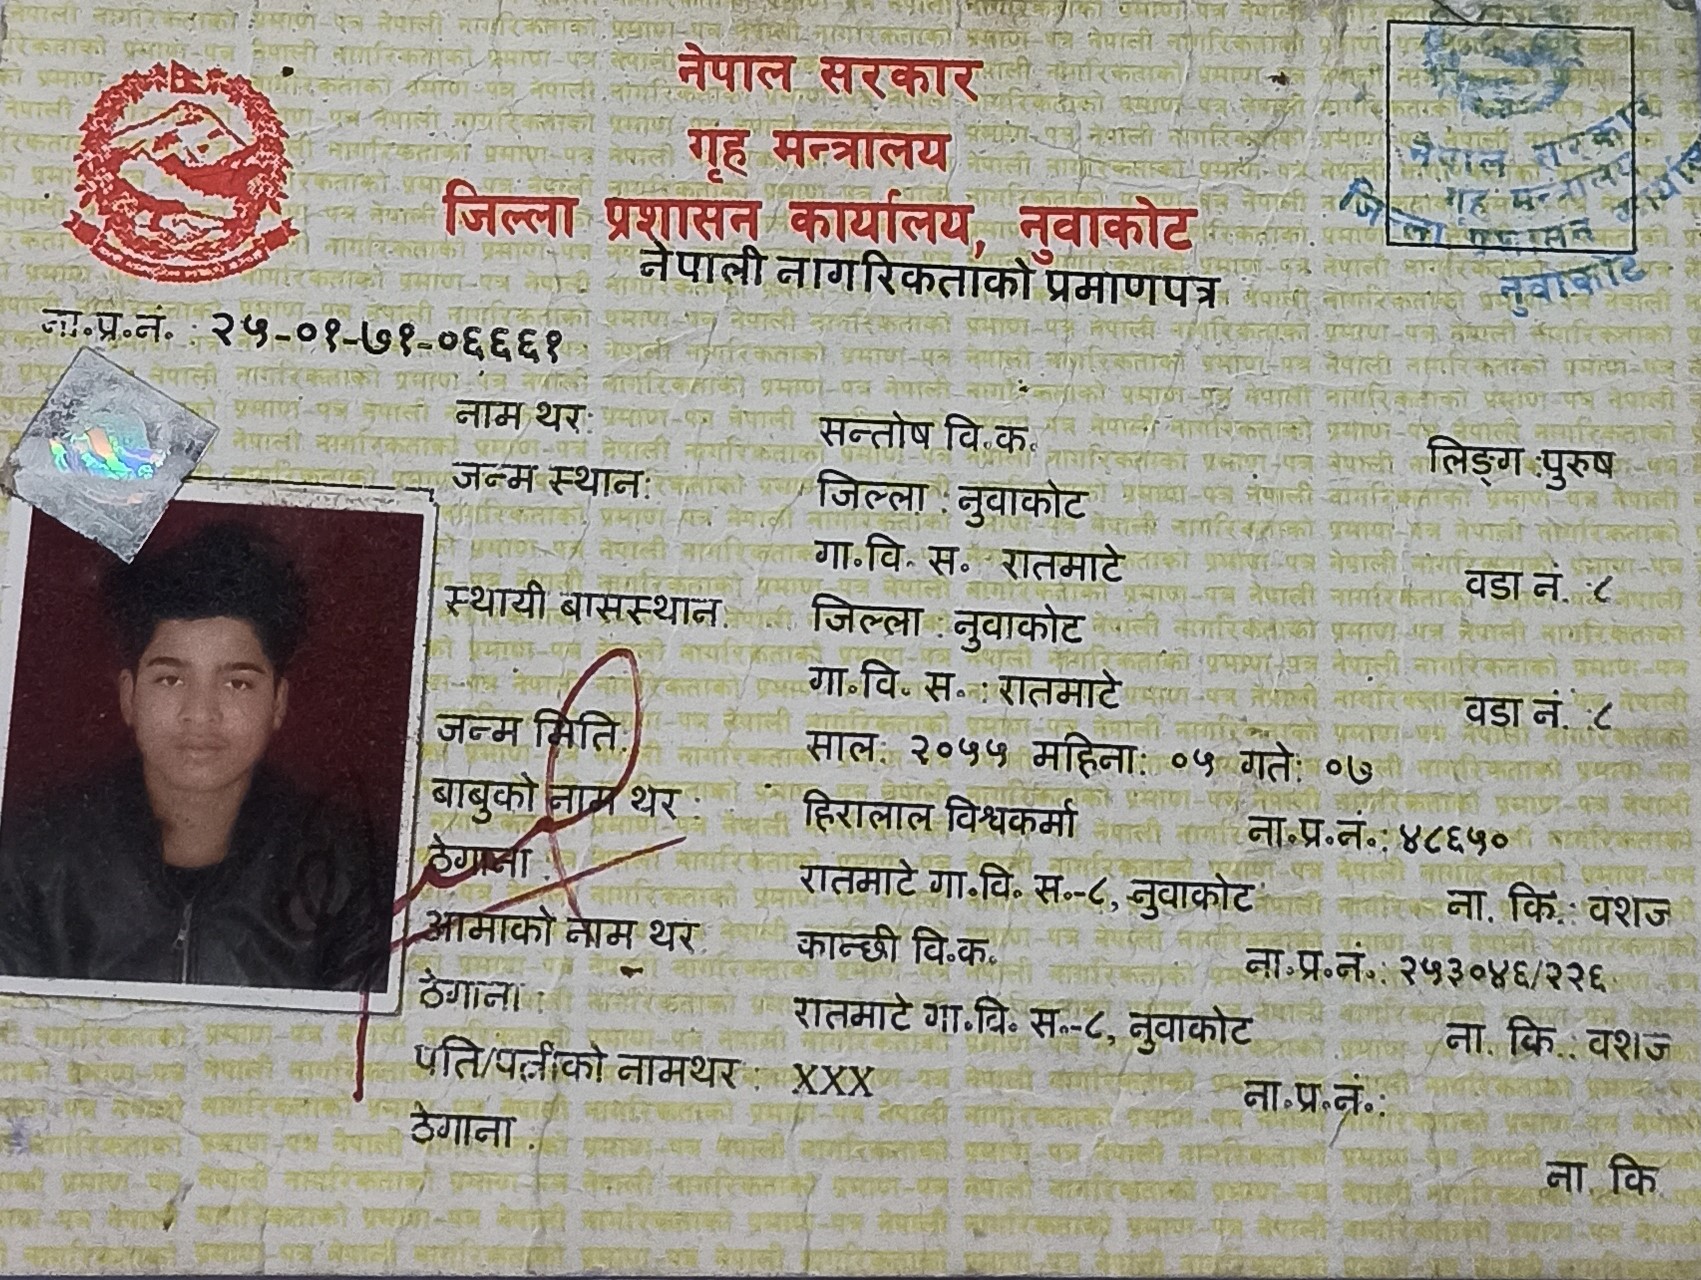 नेपाल सरकार
गृह मन्त्रालय
जिल्ला प्रशासन कार्यालय, नुवाकोट
नेपाली नागरिकताको प्रमाणपत्र
नेपाल सरकार
गृह मन्त्रालय
जिल्ला प्रशासन कार्यालय
नुवाकोट
ना.प्र.नं. : २५-०१-७१-०६६६१
नाम थर: सन्तोष वि.क. लिङ्ग :पुरुष
जन्म स्थान: जिल्ला : नुवाकोट
गा.वि. स. रातमाटे वडा नं. :८
स्थायी बासस्थान: जिल्ला : नुवाकोट
गा.वि. स. : रातमाटे वडा नं. :८
जन्म मिति: साल: २०५५ महिना: ०५ गते: ०७
बाबुको नाम थर : हिरालाल विश्वकर्मा ना.प्र.नं.: ४८६५०
ठेगाना : रातमाटे गा.वि. स.-८, नुवाकोट ना. कि.: वशज
आमाको नाम थर: कान्छी वि.क. ना.प्र.नं.: २५३०४६/२२६
ठेगाना : रातमाटे गा.वि. स.-८, नुवाकोट ना. कि.: वशज
पति/पत्नीको नामथर : XXX ना.प्र.नं.:
ठेगाना :
ना. कि